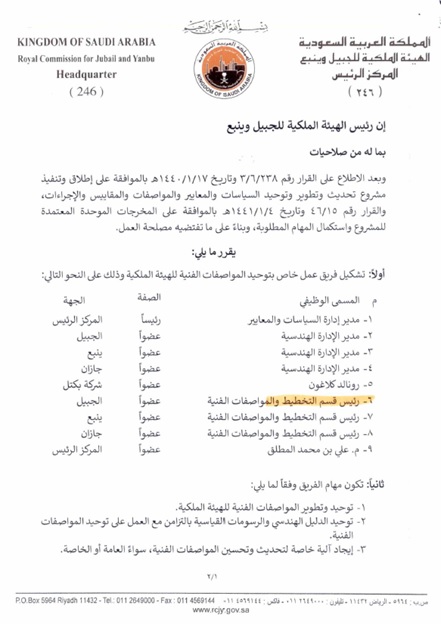 بسم الله الرحمن الرحيم
KINGDOM OF SAUDI ARABIA
Royal Commission for Jubail and Yanbu
Headquarter
( 246 )
KINGDOM OF SAUDI ARABIA
المملكة العربية السعودية
الهيئة الملكية للجبيل وينبع
المركز الرئيس
( ٢٤٦ )
إن رئيس الهيئة الملكية للجبيل وينبع
بما له من صلاحيات
وبعد الاطلاع على القرار رقم ٣/٦/٢٣٨ وتاريخ ١٤٤٠/١/١٧هـ بالموافقة على إطلاق وتنفيذ
مشروع تحديث وتطوير وتوحيد السياسات والمعايير والمواصفات والمقاييس والإجراءات،
والقرار رقم ٤٦/١٥ وتاريخ ١٤٤١/١/٤هـ بالموافقة على المخرجات الموحدة المعتمدة
للمشروع واستكمال المهام المطلوبة، وبناءً على ما تقتضيه مصلحة العمل.
يقرر ما يلي:
أولاً: تشكيل فريق عمل خاص بتوحيد المواصفات الفنية للهيئة الملكية وذلك على النحو التالي:
م المسمى الوظيفي الصفة الجهة
١- مدير إدارة السياسات والمعايير رئيساً المركز الرئيس
٢- مدير الإدارة الهندسية عضواً الجبيل
٣- مدير الإدارة الهندسية عضواً ينبع
٤- مدير الإدارة الهندسية عضواً جازان
٥- رونالد كلاغون عضواً شركة بكتل
٦- رئيس قسم التخطيط والمواصفات الفنية عضواً الجبيل
٧- رئيس قسم التخطيط والمواصفات الفنية عضواً ينبع
٨- رئيس قسم التخطيط والمواصفات الفنية عضواً جازان
٩- م. علي بن محمد المطلق عضواً المركز الرئيس
ثانياً: تكون مهام الفريق وفقاً لما يلي:
١- توحيد وتطوير المواصفات الفنية للهيئة الملكية.
٢- توحيد الدليل الهندسي والرسومات القياسية بالتزامن مع العمل على توحيد المواصفات
الفنية.
٣- إيجاد آلية خاصة لتحديث وتحسين المواصفات الفنية، سواءً العامة أو الخاصة.
٢/١
ص.ب : ٥٩٦٤ - الرياض ١١٤٣٢ - تليفون : ٢٦٤٩٠٠٠ ٠١١ - فاكس : ٤٥٦٩١٤٤ ٠١١
P.O.Box 5964 Riyadh 11432 - Tel : 011 2649000 - Fax : 011 4569144
www.rcjy.gov.sa